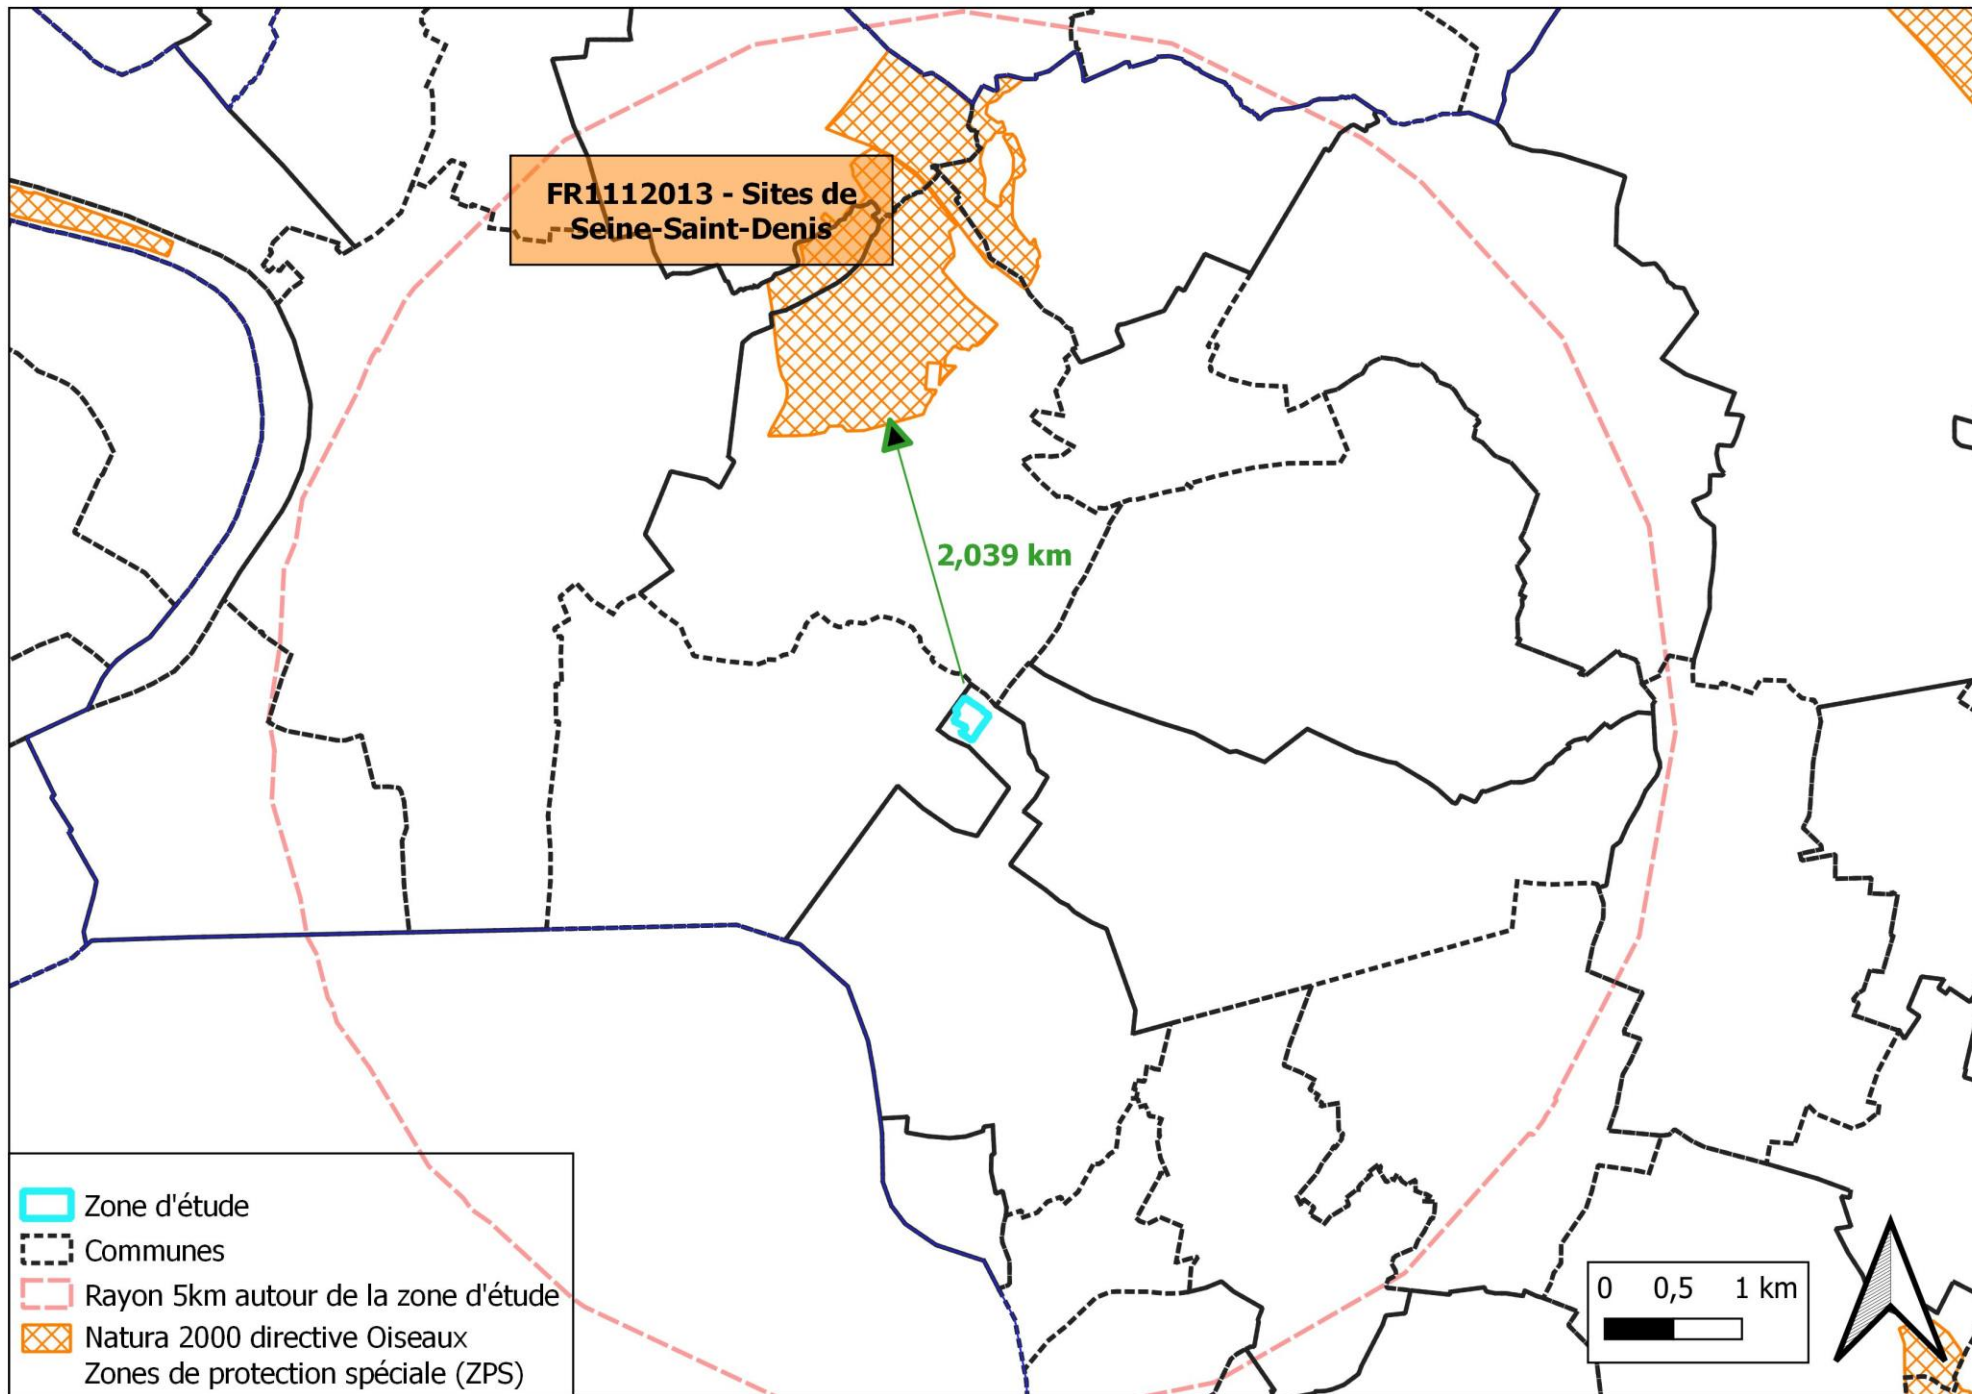 FR1112013 - Sites de
Seine-Saint-Denis
2,039 km
Zone d'étude
Communes
Rayon 5km autour de la zone d'étude
Natura 2000 directive Oiseaux
Zones de protection spéciale (ZPS)
0 0,5 1 km